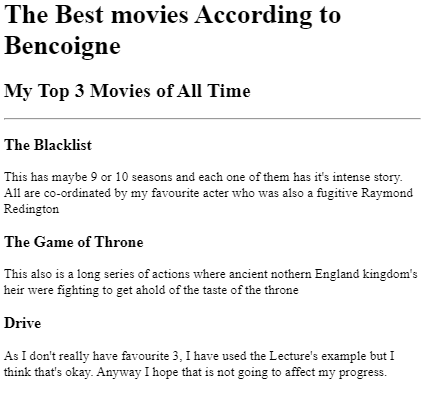 The Best movies According to
Bencoigne
My Top 3 Movies of All Time
The Blacklist
This has maybe 9 or 10 seasons and each one of them has it's intense story.
All are co-ordinated by my favourite acter who was also a fugitive Raymond
Redington
The Game of Throne
This also is a long series of actions where ancient nothern England kingdom's
heir were fighting to get ahold of the taste of the throne
Drive
As I don't really have favourite 3, I have used the Lecture's example but I
think that's okay. Anyway I hope that is not going to affect my progress.